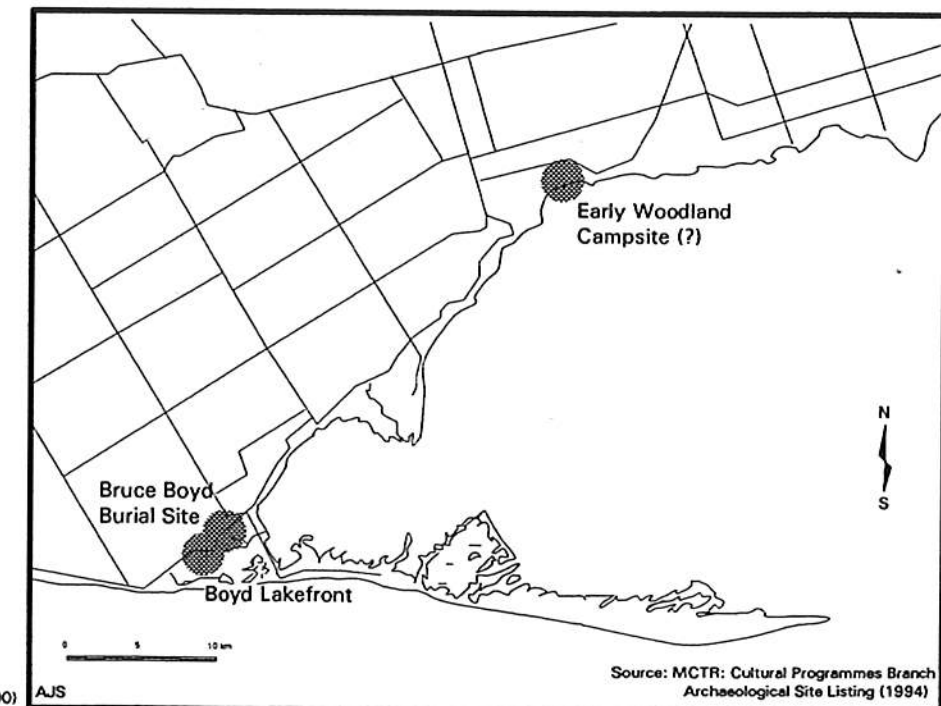 Early Woodland
Campsite (?)
N
S
Bruce Boyd
Burial Site
Boyd Lakefront
0 5 10 km
Source: MCTR: Cultural Programmes Branch
Archaeological Site Listing (1994)
AJS
00)